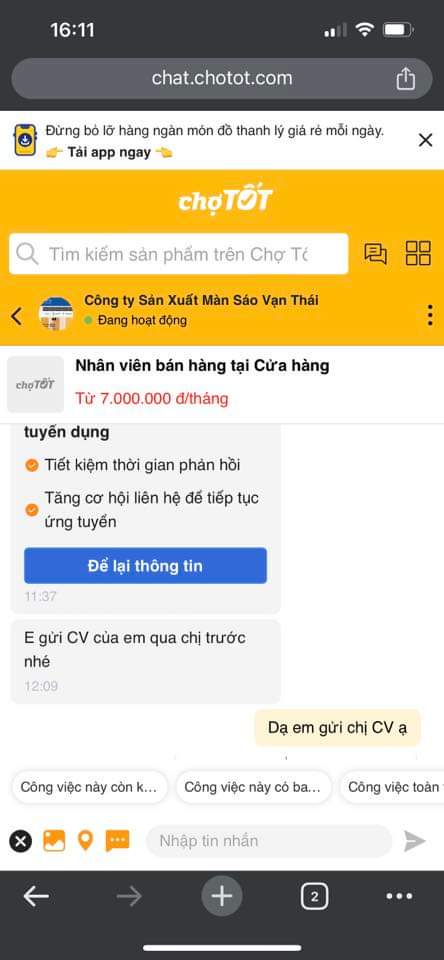 16:11
chat.chotot.com
Đừng bỏ lỡ hàng ngàn món đồ thanh lý giá rẻ mỗi ngày.
👉 Tải app ngay 👈
chợTỐT
Tìm kiếm sản phẩm trên Chợ Tố
Công ty Sản Xuất Màn Sáo Vạn Thái
Đang hoạt động
chợTỐT
Nhân viên bán hàng tại Cửa hàng
Từ 7.000.000 đ/tháng
tuyển dụng
Tiết kiệm thời gian phản hồi
Tăng cơ hội liên hệ để tiếp tục
ứng tuyển
Để lại thông tin
11:37
E gửi CV của em qua chị trước
nhé
12:09
Dạ em gửi chị CV ạ
Công việc này còn k...
Công việc này có ba...
Công việc toàn
Nhập tin nhắn
2